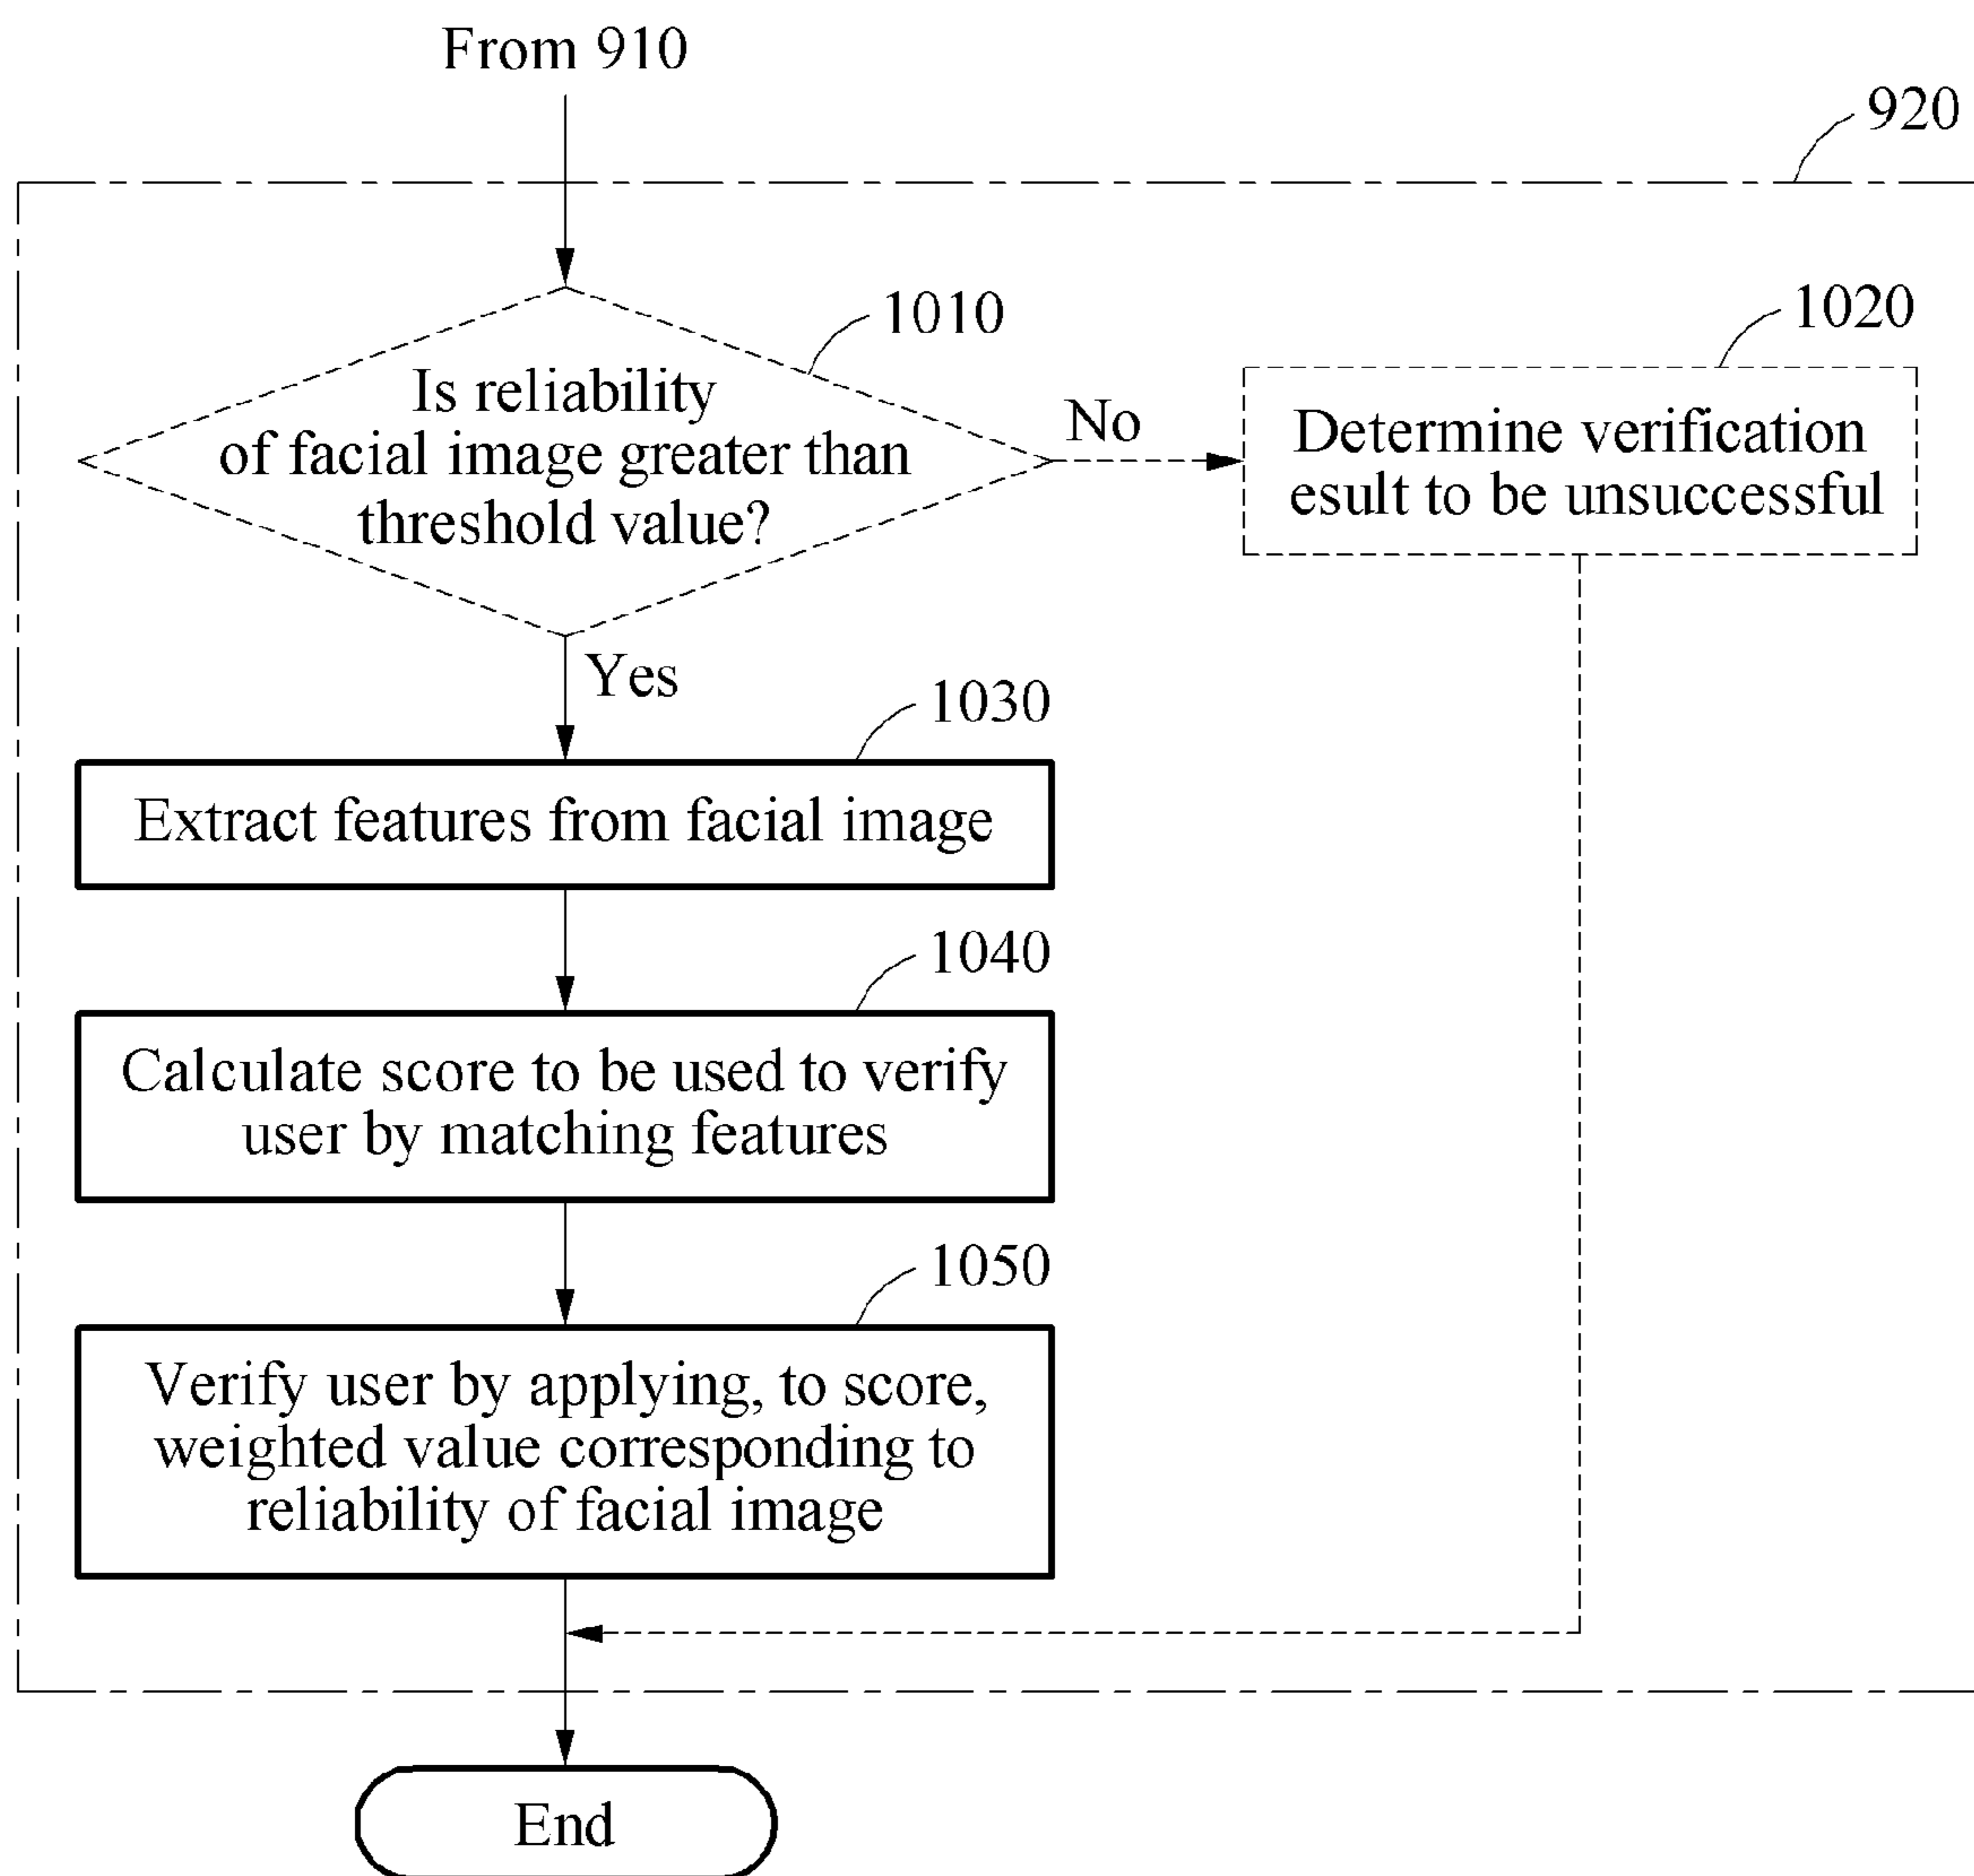 From 910
920
1010
Is reliability
of facial image greater than
threshold value?
No
1020
Determine verification
esult to be unsuccessful
Yes
1030
Extract features from facial image
1040
Calculate score to be used to verify
user by matching features
1050
Verify user by applying, to score,
weighted value corresponding to
reliability of facial image
End